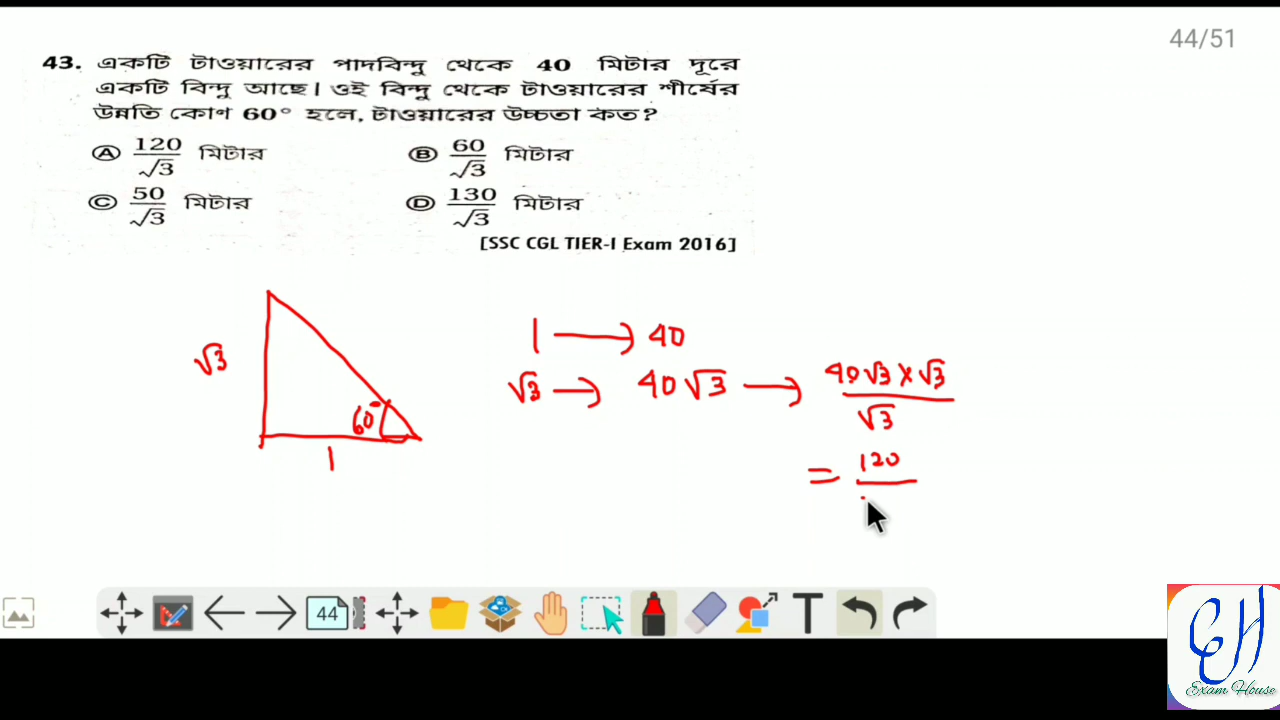 44/51
43. একটি টাওয়ারের পাদবিন্দু থেকে 40 মিটার দূরে
একটি বিন্দু আছে। ওই বিন্দু থেকে টাওয়ারের শীর্ষের
উন্নতি কোণ 60° হলে, টাওয়ারের উচ্চতা কত?
Ⓐ 120/√3 মিটার Ⓑ 60/√3 মিটার
Ⓒ 50/√3 মিটার Ⓓ 130/√3 মিটার
[SSC CGL TIER-I Exam 2016]
√3
60°
1
1 → 40
√3 → 40√3 → 40√3×√3/√3
= 120
44
T
EH
Exam House